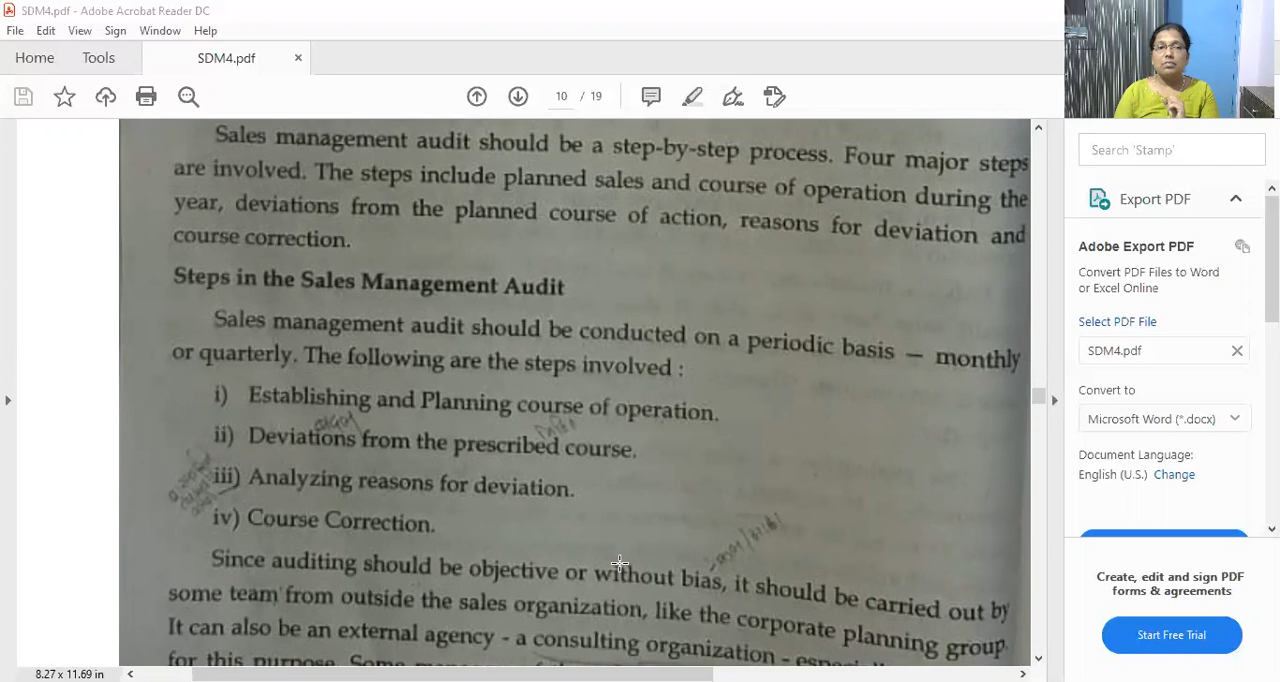 SDM4.pdf - Adobe Acrobat Reader DC
File Edit View Sign Window Help
Home Tools SDM4.pdf ×
10 / 19
Sales management audit should be a step-by-step process. Four major steps
are involved. The steps include planned sales and course of operation during the
year, deviations from the planned course of action, reasons for deviation and
course correction.
Steps in the Sales Management Audit
Sales management audit should be conducted on a periodic basis — monthly
or quarterly. The following are the steps involved :
i) Establishing and Planning course of operation.
ii) Deviations from the prescribed course.
iii) Analyzing reasons for deviation.
iv) Course Correction.
Since auditing should be objective or without bias, it should be carried out by
some team from outside the sales organization, like the corporate planning group.
It can also be an external agency - a consulting organization -
for this purpose. Some
8.27 x 11.69 in
Search 'Stamp'
Export PDF
Adobe Export PDF
Convert PDF Files to Word
or Excel Online
Select PDF File
SDM4.pdf
Convert to
Microsoft Word (*.docx)
Document Language:
English (U.S.) Change
Create, edit and sign PDF
forms & agreements
Start Free Trial